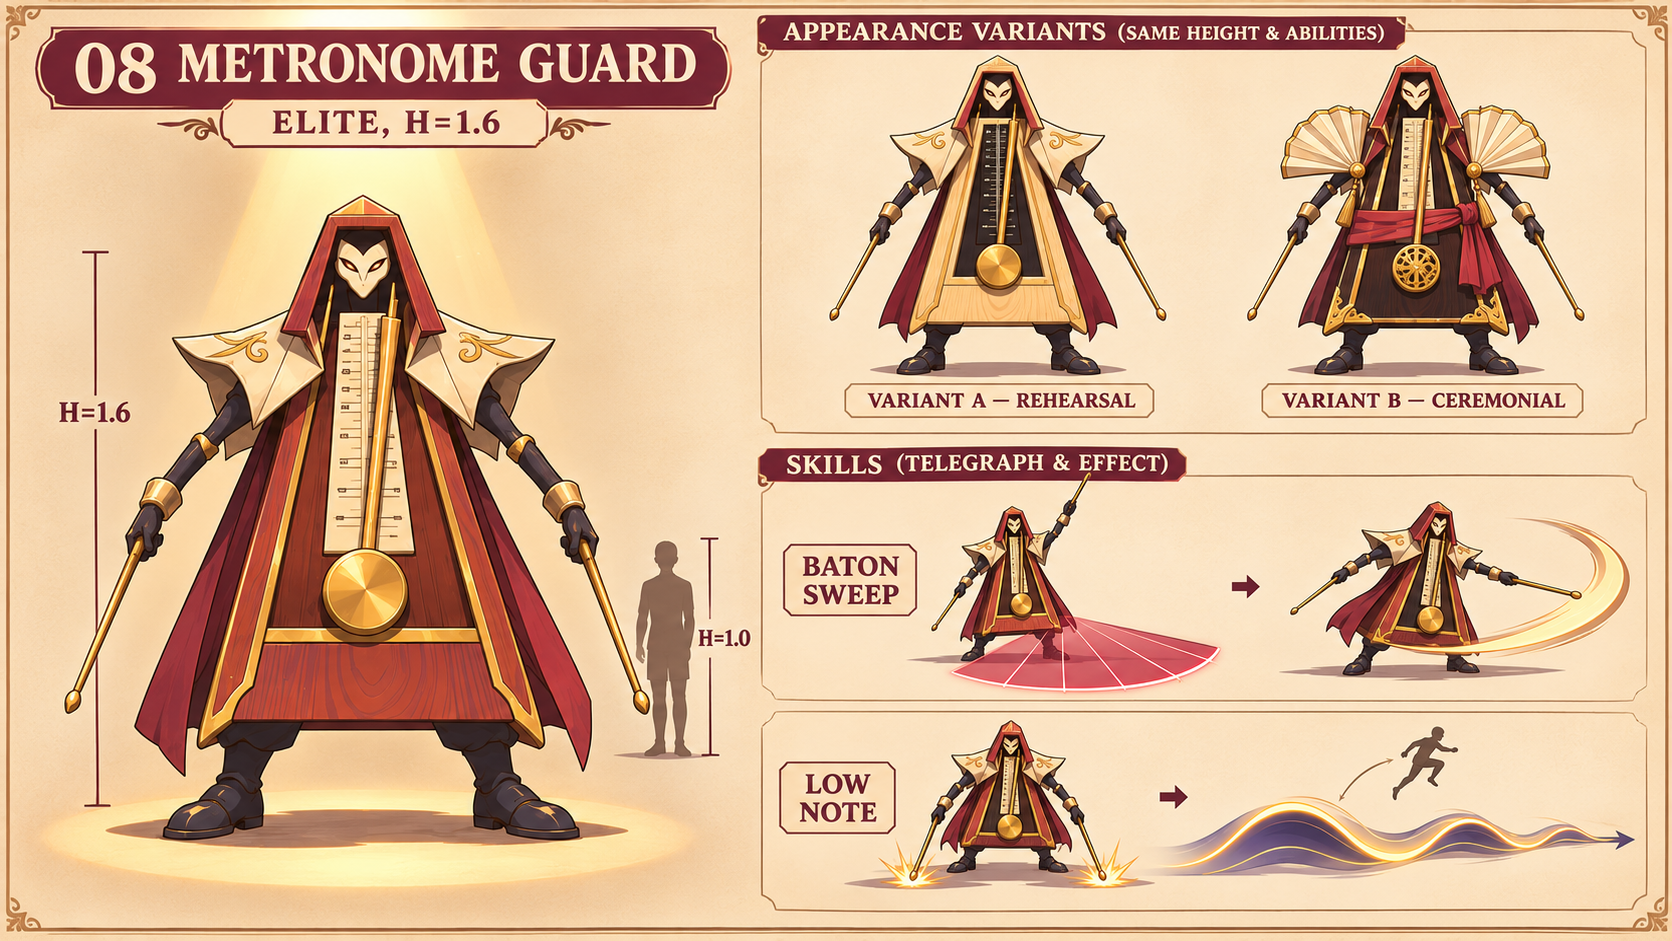 08 METRONOME GUARD
ELITE, H=1.6
H=1.6
H=1.0
APPEARANCE VARIANTS (SAME HEIGHT & ABILITIES)
VARIANT A — REHEARSAL
VARIANT B — CEREMONIAL
SKILLS (TELEGRAPH & EFFECT)
BATON
SWEEP
LOW
NOTE